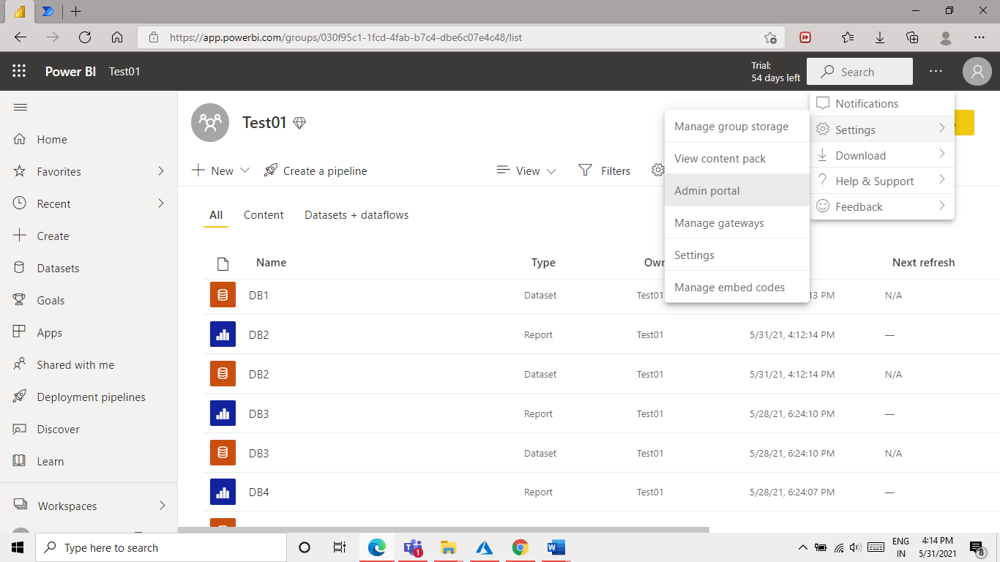 https://app.powerbi.com/groups/030f95c1-1fcd-4fab-b7c4-dbe6c07e4c48/list
Power BI Test01
Trial:
54 days left
Search
Notifications
Settings
Download
Help & Support
Feedback
Manage group storage
View content pack
Admin portal
Manage gateways
Settings
Manage embed codes
Home
Favorites
Recent
Create
Datasets
Goals
Apps
Shared with me
Deployment pipelines
Discover
Learn
Workspaces
Test01
New Create a pipeline View Filters
All Content Datasets + dataflows
Name Type Own Next refresh
DB1 Dataset Test01 13 PM N/A
DB2 Report Test01 5/31/21, 4:12:14 PM —
DB2 Dataset Test01 5/31/21, 4:12:14 PM N/A
DB3 Report Test01 5/28/21, 6:24:10 PM —
DB3 Dataset Test01 5/28/21, 6:24:10 PM N/A
DB4 Report Test01 5/28/21, 6:24:07 PM —
Type here to search
1
ENG
IN
4:14 PM
5/31/2021
8